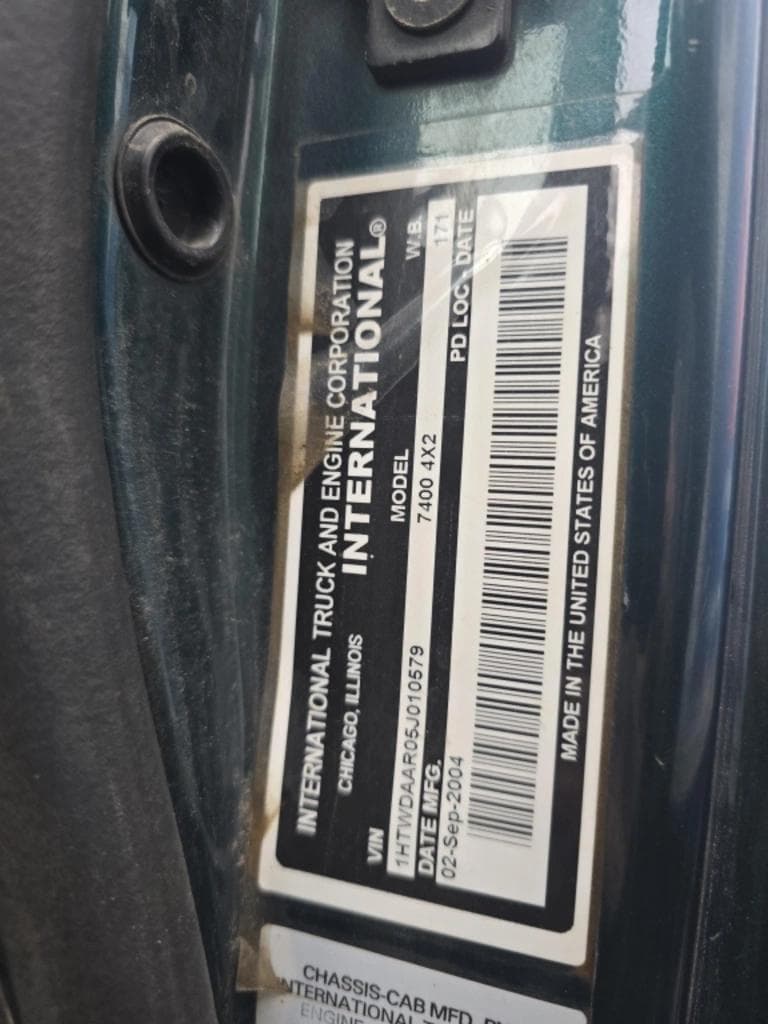 INTERNATIONAL TRUCK AND ENGINE CORPORATION
CHICAGO, ILLINOIS INTERNATIONAL®
VIN MODEL W.B.
1HTWDAAR05J010579 7400 4X2 171
DATE MFG. PD LOC - DATE
02-Sep-2004
MADE IN THE UNITED STATES OF AMERICA
CHASSIS-CAB MFD.
INTERNATIONAL
ENGINE